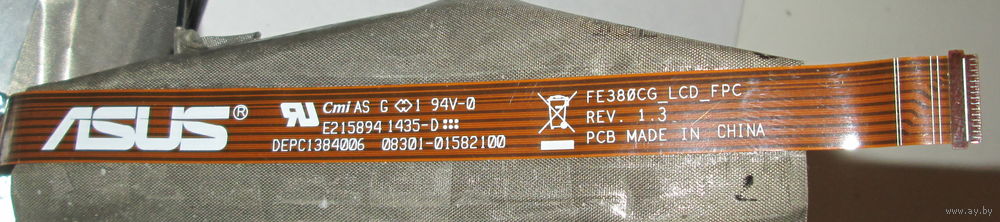 ASUS®
Cmi AS G 1 94V-0
E215894 1435-D
DEPC1384006 08301-01582100
FE380CG_LCD_FPC
REV. 1.3
PCB MADE IN CHINA
www.ay.by